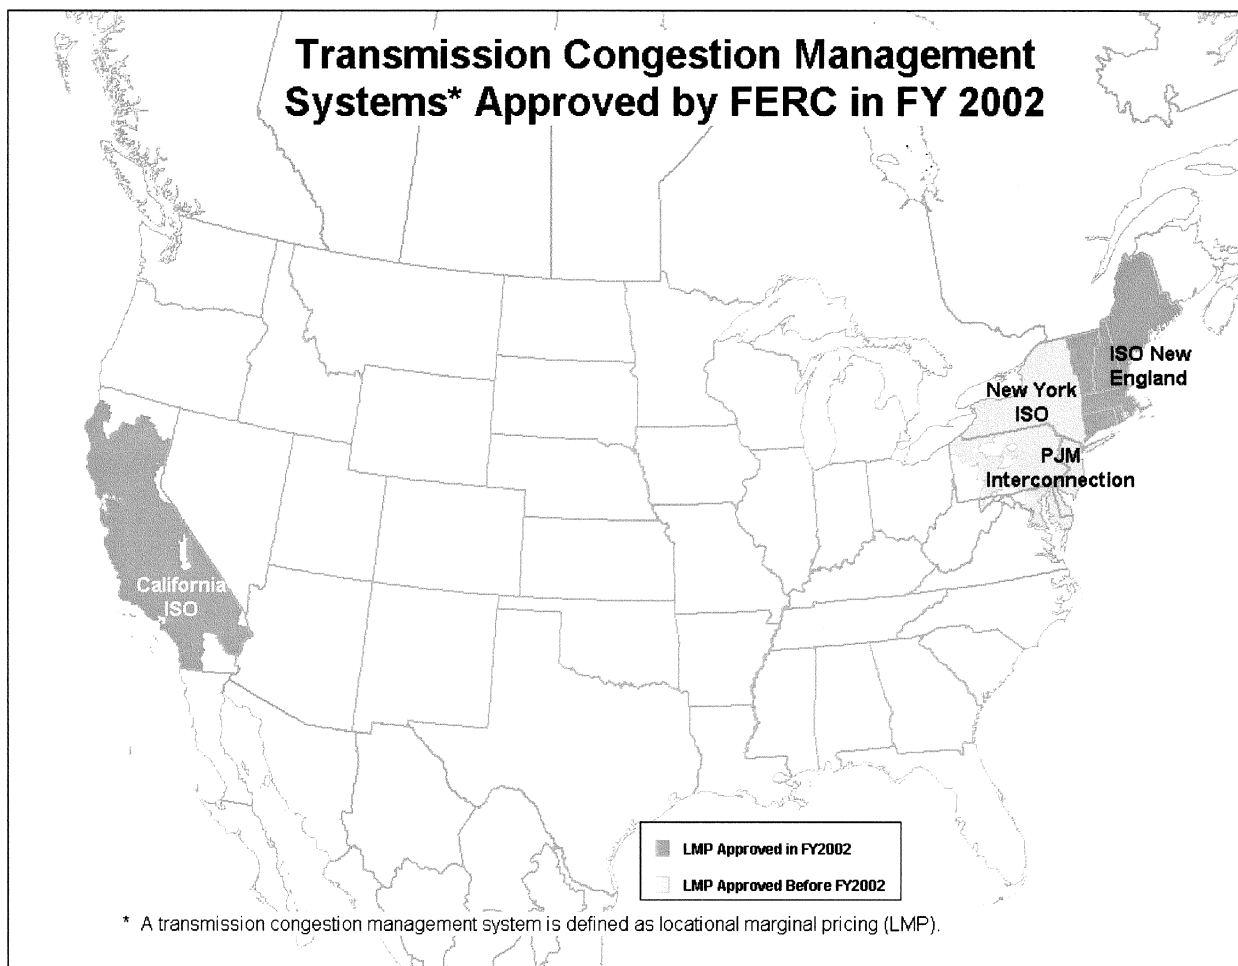 Transmission Congestion Management
Systems* Approved by FERC in FY 2002
ISO New
England
New York
ISO
PJM
Interconnection
California
ISO
LMP Approved in FY2002
LMP Approved Before FY2002
* A transmission congestion management system is defined as locational marginal pricing (LMP).